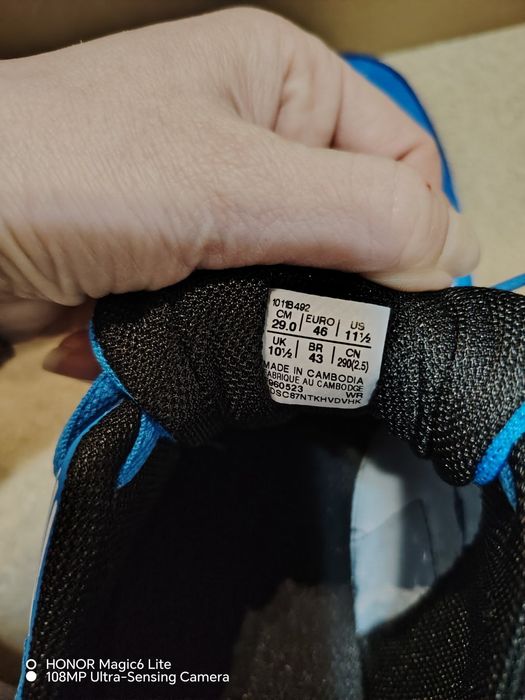 1011B492
CM 29.0 | EURO 46 | US 11½
UK 10½ | BR 43 | CN 290(2.5)
MADE IN CAMBODIA
FABRIQUE AU CAMBODGE
960523 WR
DSC87NTKHVDVHK
HONOR Magic6 Lite
108MP Ultra-Sensing Camera